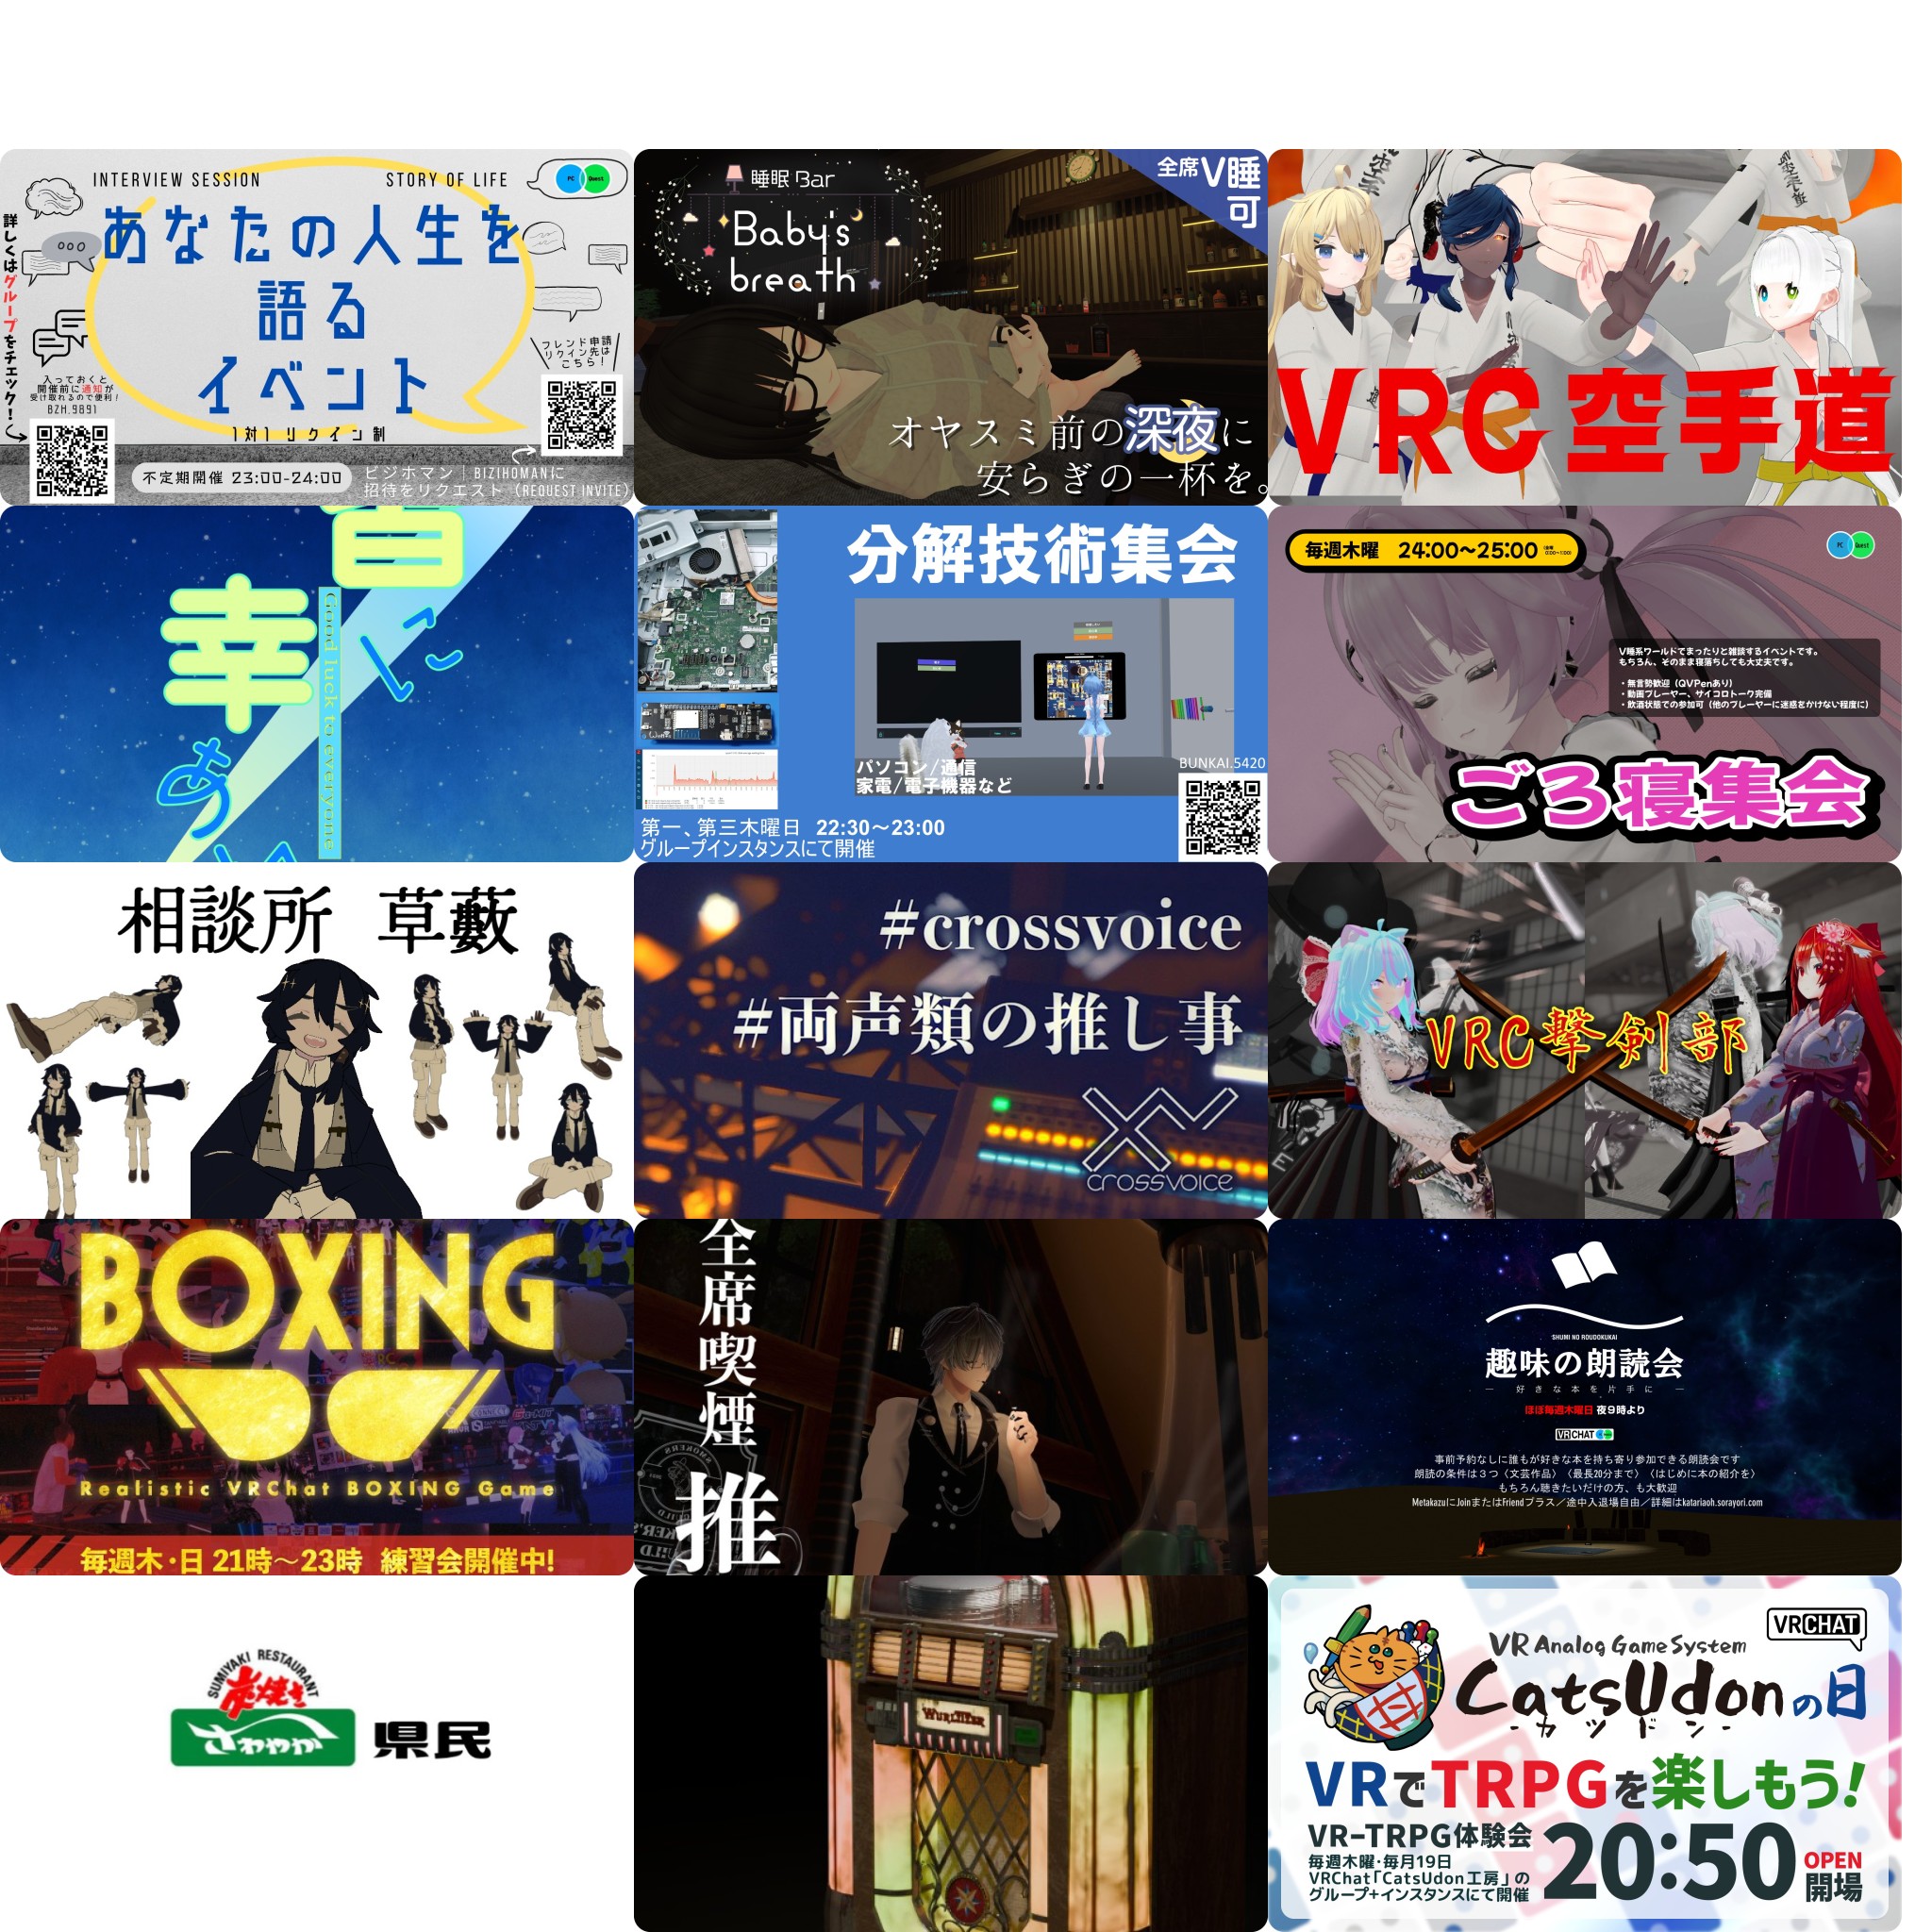 INTERVIEW SESSION
STORY OF LIFE
PC
Quest
あなたの人生を
語る
イベント
1対1 リクイン制
詳しくはグループをチェック!
入っておくと
開催前に通知が
受け取れるので便利!
BZH.9891
フレンド申請
リクイン先は
こちら!
不定期開催 23:00-24:00
ビジホマン|BIZIHOMANに
招待をリクエスト (REQUEST INVITE)
睡眠Bar
Baby's
breath
全席V睡
可
オヤスミ前の深夜に
安らぎの一杯を。
VRC空手道
皆
に
幸
あ
Good luck to everyone
分解技術集会
パソコン/通信
家電/電子機器など
BUNKAI.5420
第一、第三木曜日 22:30~23:00
グループインスタンスにて開催
毎週木曜 24:00~25:00
PC
Quest
V睡系ワールドでまったりと雑談するイベントです。
もちろん、そのまま寝落ちしても大丈夫です。
・無言勢歓迎(QVPenあり)
・動画プレーヤー、サイコロトーク完備
・飲酒状態での参加可(他のプレーヤーに迷惑をかけない程度に)
ごろ寝集会
相談所 草藪
#crossvoice
#両声類の推し事
crossvoice
VRC撃剣部
BOXING
Realistic VRChat BOXING Game
毎週木・日 21時~23時 練習会開催中!
全席喫煙推
SHUMI NO ROUDOKUKAI
趣味の朗読会
― 好きな本を片手に ―
ほぼ毎週木曜日 夜9時より
VRCHAT
事前予約なしに誰もが好きな本を持ち寄り参加できる朗読会です
朗読の条件は3つ〈文芸作品〉〈最長20分まで〉〈はじめに本の紹介を〉
もちろん聴きたいだけの方、も大歓迎
MetakazuにJoinまたはFriendプラス/途中入退場自由/詳細はkatariaoh.sorayori.com
SUMIYAKI RESTAURANT
炭焼き
さわやか
県民
WURLITZER
VRCHAT
VR Analog Game System
CatsUdonの日
-カツドン-
VRでTRPGを楽しもう!
VR-TRPG体験会
毎週木曜・毎月19日
VRChat「CatsUdon工房」の
グループ+インスタンスにて開催
20:50
OPEN
開場